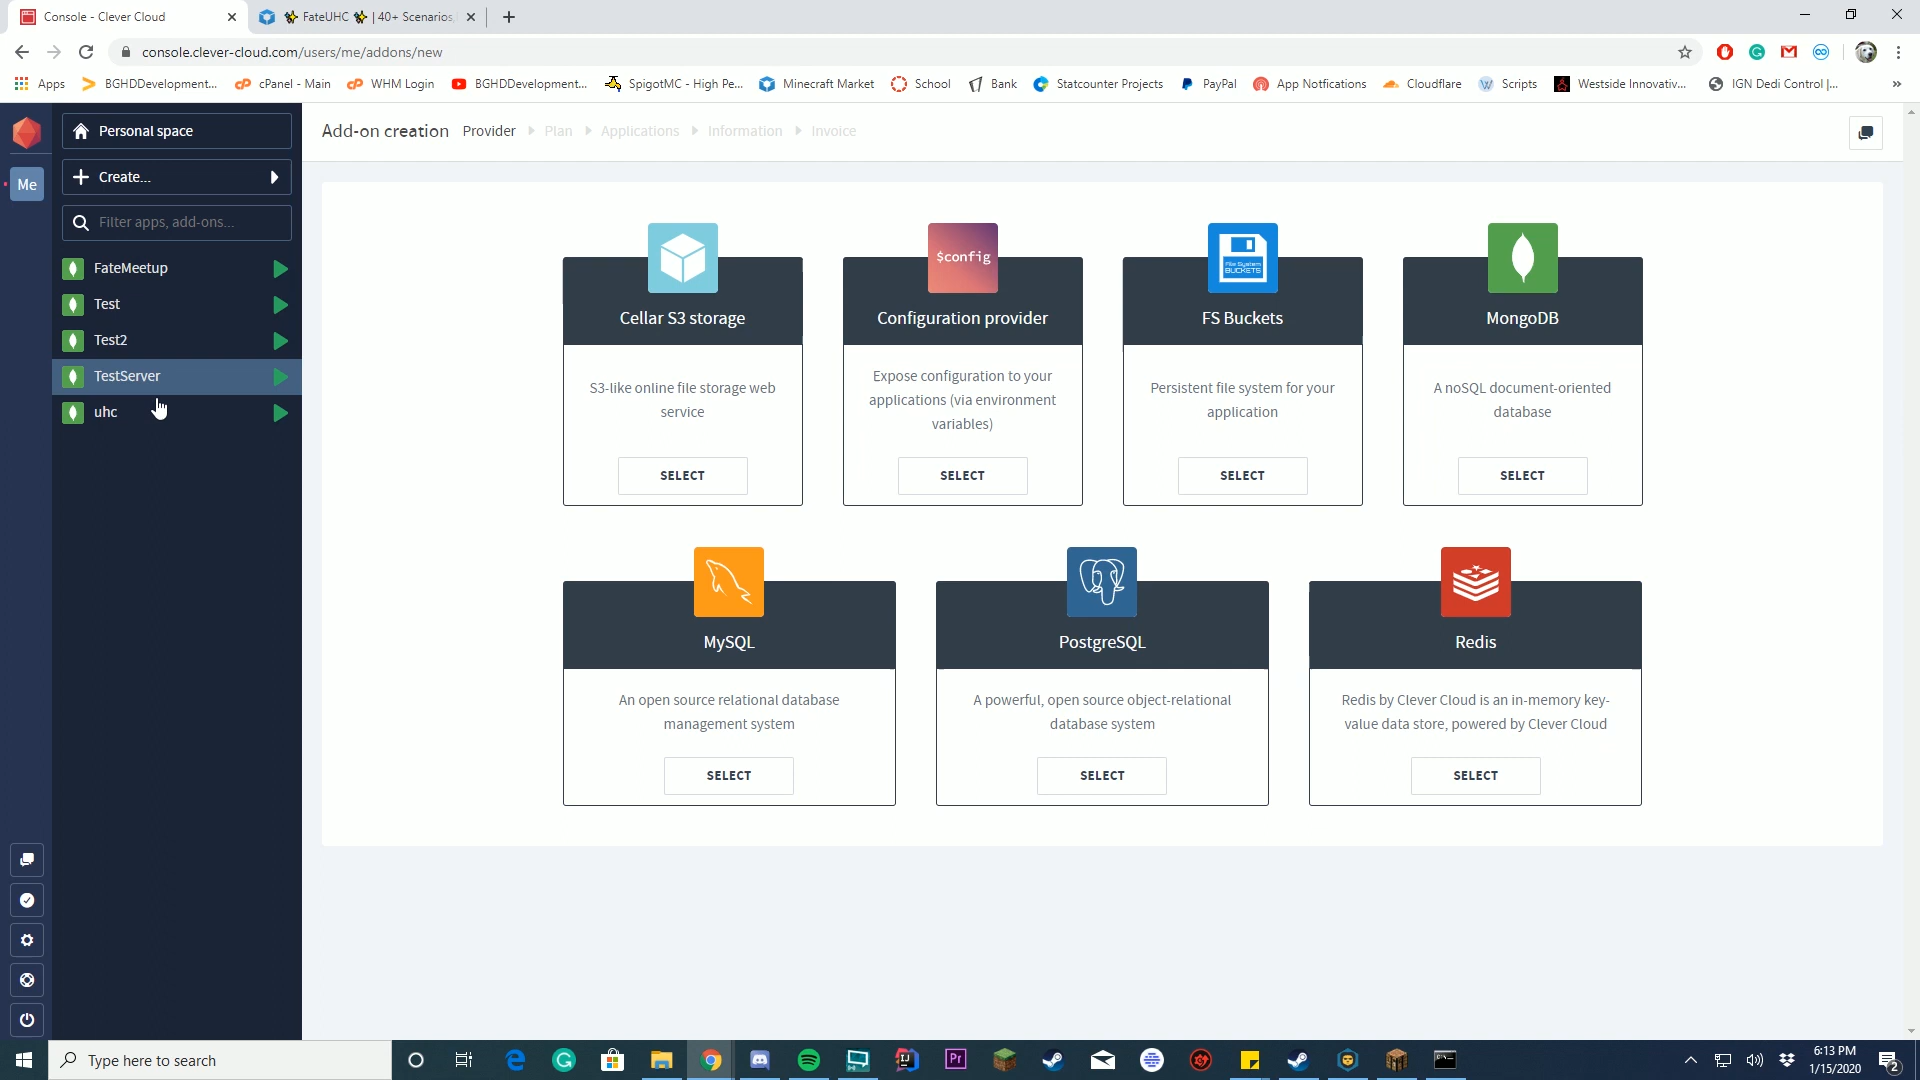 Console - Clever Cloud
✨ FateUHC ✨ | 40+ Scenarios,
console.clever-cloud.com/users/me/addons/new
Apps
BGHDDevelopment...
cPanel - Main
WHM Login
BGHDDevelopment...
SpigotMC - High Pe...
Minecraft Market
School
Bank
Statcounter Projects
PayPal
App Notfications
Cloudflare
Scripts
Westside Innovativ...
IGN Dedi Control |...
»
Personal space
Create...
Me
Filter apps, add-ons...
FateMeetup
Test
Test2
TestServer
uhc
Add-on creation Provider Plan Applications Information Invoice
$config
File System
BUCKETS
Cellar S3 storage
S3-like online file storage web
service
SELECT
Configuration provider
Expose configuration to your
applications (via environment
variables)
SELECT
FS Buckets
Persistent file system for your
application
SELECT
MongoDB
A noSQL document-oriented
database
SELECT
MySQL
An open source relational database
management system
SELECT
PostgreSQL
A powerful, open source object-relational
database system
SELECT
Redis
Redis by Clever Cloud is an in-memory key-
value data store, powered by Clever Cloud
SELECT
Type here to search
Pr
6:13 PM
1/15/2020
2